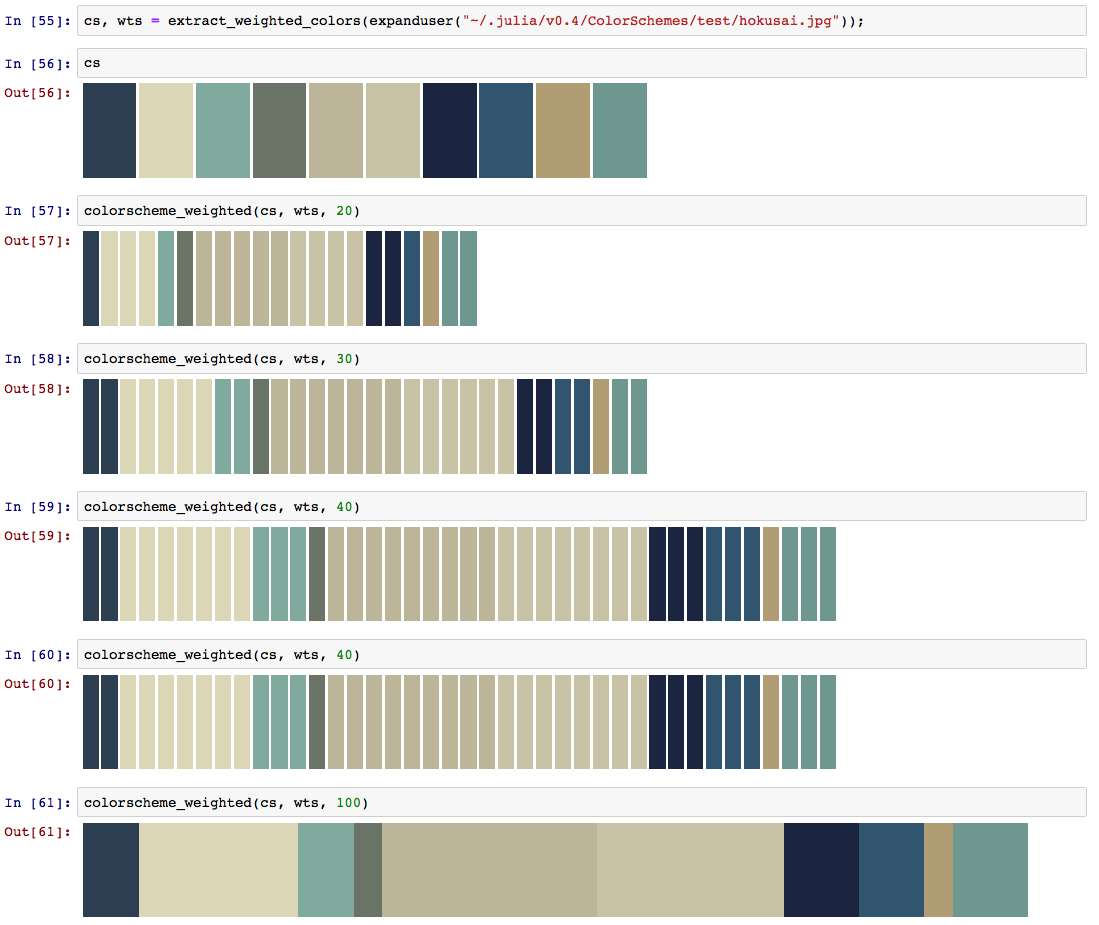 In [55]: cs, wts = extract_weighted_colors(expanduser("~/.julia/v0.4/ColorSchemes/test/hokusai.jpg"));
In [56]: cs
Out[56]:
In [57]: colorscheme_weighted(cs, wts, 20)
Out[57]:
In [58]: colorscheme_weighted(cs, wts, 30)
Out[58]:
In [59]: colorscheme_weighted(cs, wts, 40)
Out[59]:
In [60]: colorscheme_weighted(cs, wts, 40)
Out[60]:
In [61]: colorscheme_weighted(cs, wts, 100)
Out[61]: